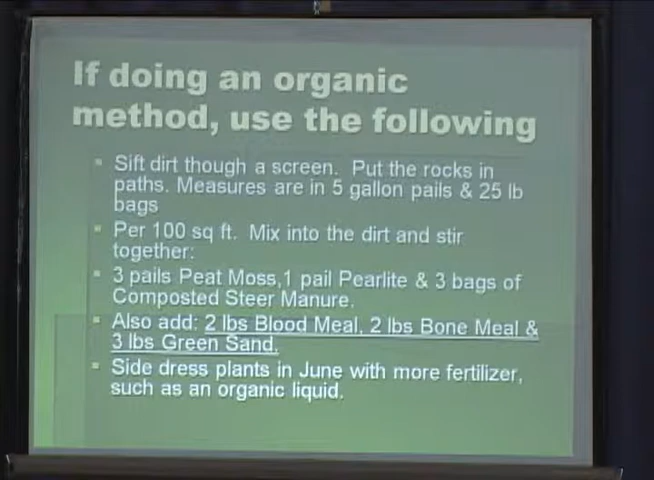 If doing an organic
method, use the following
Sift dirt though a screen. Put the rocks in
paths. Measures are in 5 gallon pails & 25 lb
bags
Per 100 sq ft. Mix into the dirt and stir
together:
3 pails Peat Moss,1 pail Pearlite & 3 bags of
Composted Steer Manure.
Also add: 2 lbs Blood Meal, 2 lbs Bone Meal &
3 lbs Green Sand.
Side dress plants in June with more fertilizer,
such as an organic liquid.